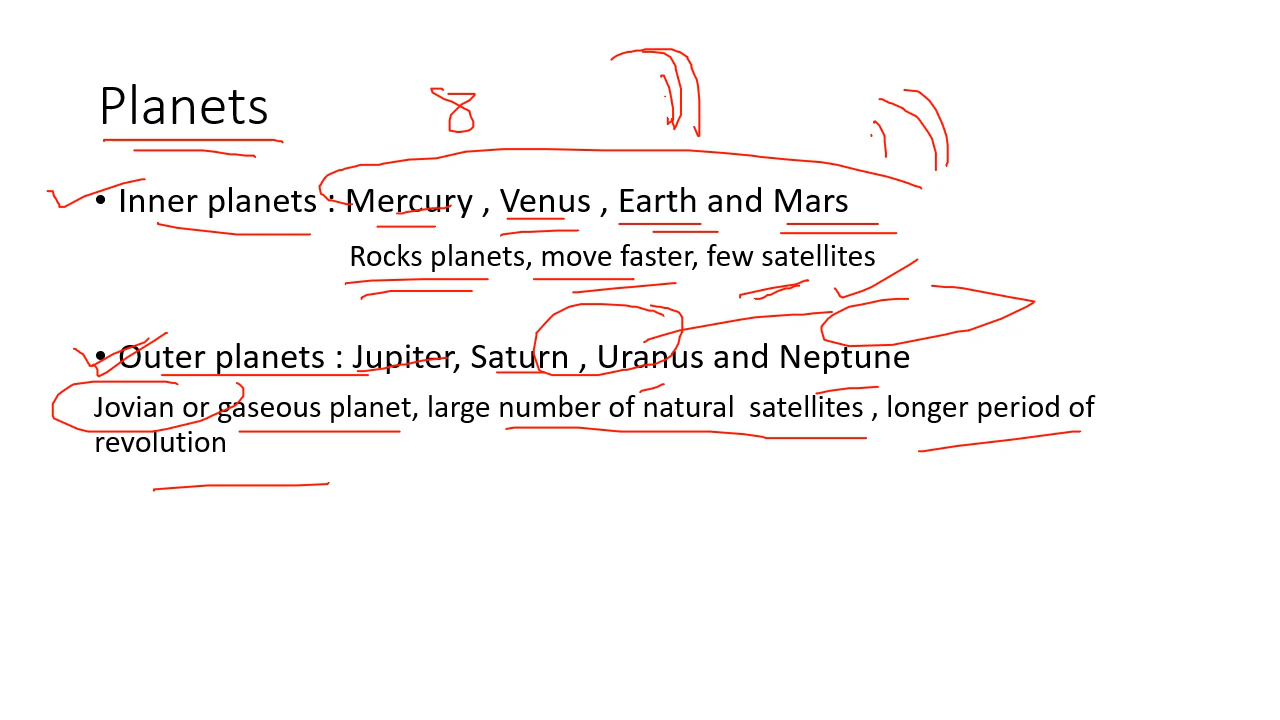 Planets
8
• Inner planets : Mercury , Venus , Earth and Mars
Rocks planets, move faster, few satellites
• Outer planets : Jupiter, Saturn , Uranus and Neptune
Jovian or gaseous planet, large number of natural satellites , longer period of
revolution